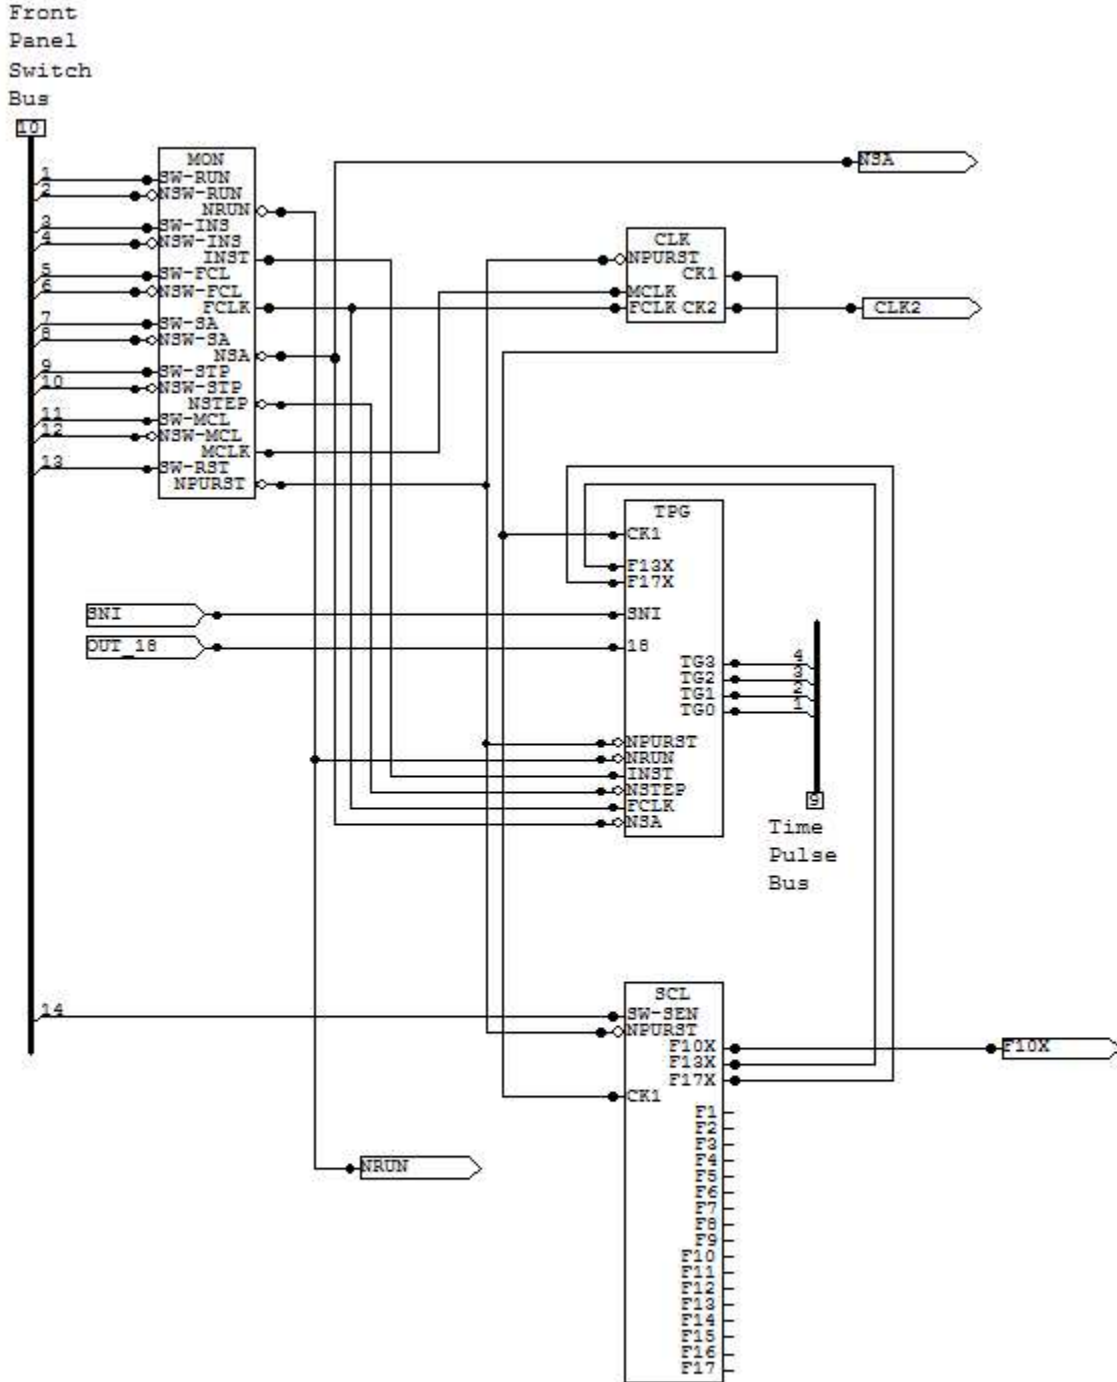 Front
Panel
Switch
Bus
10
MON
1
SW-RUN
2
NSW-RUN
NRUN
3
SW-INS
4
NSW-INS
INST
5
SW-FCL
6
NSW-FCL
FCLK
7
SW-SA
8
NSW-SA
NSA
9
SW-STP
10
NSW-STP
NSTEP
11
SW-MCL
12
NSW-MCL
MCLK
13
SW-RST
NPURST
NSA
CLK
NPURST
CK1
MCLK
FCLK CK2
CLK2
TPG
CK1
F13X
F17X
SNI
SNI
OUT_18
18
TG3 4
TG2 3
TG1 2
TG0 1
NPURST
NRUN
INST
NSTEP
FCLK
NSA
9
Time
Pulse
Bus
SCL
14
SW-SEN
NPURST
F10X
F10X
F13X
F17X
CK1
F1
F2
F3
F4
F5
F6
F7
F8
F9
F10
F11
F12
F13
F14
F15
F16
F17
NRUN